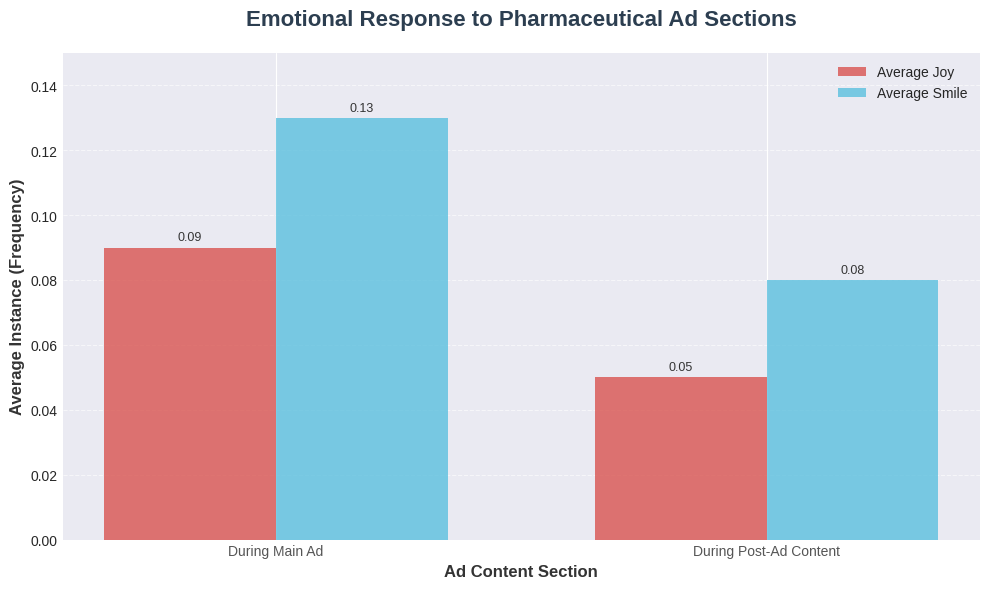 Emotional Response to Pharmaceutical Ad Sections
Average Joy
Average Smile
Average Instance (Frequency)
0.14
0.12
0.10
0.08
0.06
0.04
0.02
0.00
0.09
0.13
0.05
0.08
During Main Ad
During Post-Ad Content
Ad Content Section